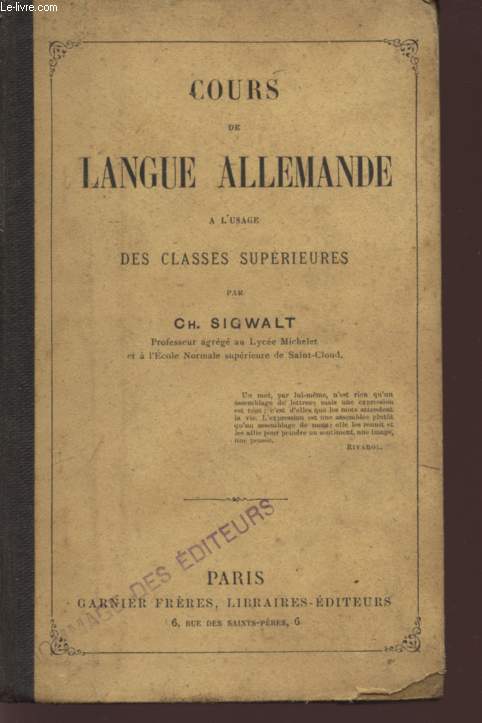 Le-livre.com
COURS
DE
LANGUE ALLEMANDE
A L'USAGE
DES CLASSES SUPÉRIEURES
PAR
CH. SIGWALT
Professeur agrégé au Lycée Michelet
et à l'École Normale supérieure de Saint-Cloud.
Un mot, par lui-même, n'est rien qu'un
assemblage de lettres; mais une expression
est tout; c'est d'elles que les mots attendent
la vie. L'expression est une assemblée plutôt
qu'un assemblage de mots: elle les réunit et
les allie pour peindre un sentiment, une image,
une pensée.
RIVAROL.
DES ÉDITEURS
PARIS
GARNIER FRÈRES, LIBRAIRES-ÉDITEURS
6, RUE DES SAINTS-PÈRES, 6